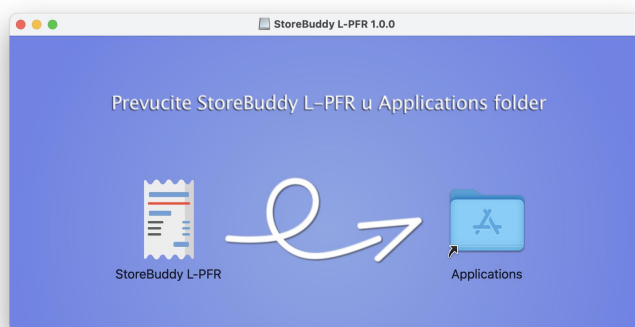 StoreBuddy L-PFR 1.0.0
Prevucite StoreBuddy L-PFR u Applications folder
StoreBuddy L-PFR
Applications